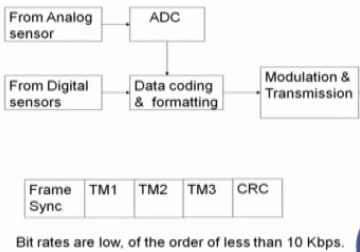 From Analog
sensor
ADC
From Digital
sensors
Data coding
& formatting
Modulation &
Transmission
Frame
Sync
TM1
TM2
TM3
CRC
Bit rates are low, of the order of less than 10 Kbps.